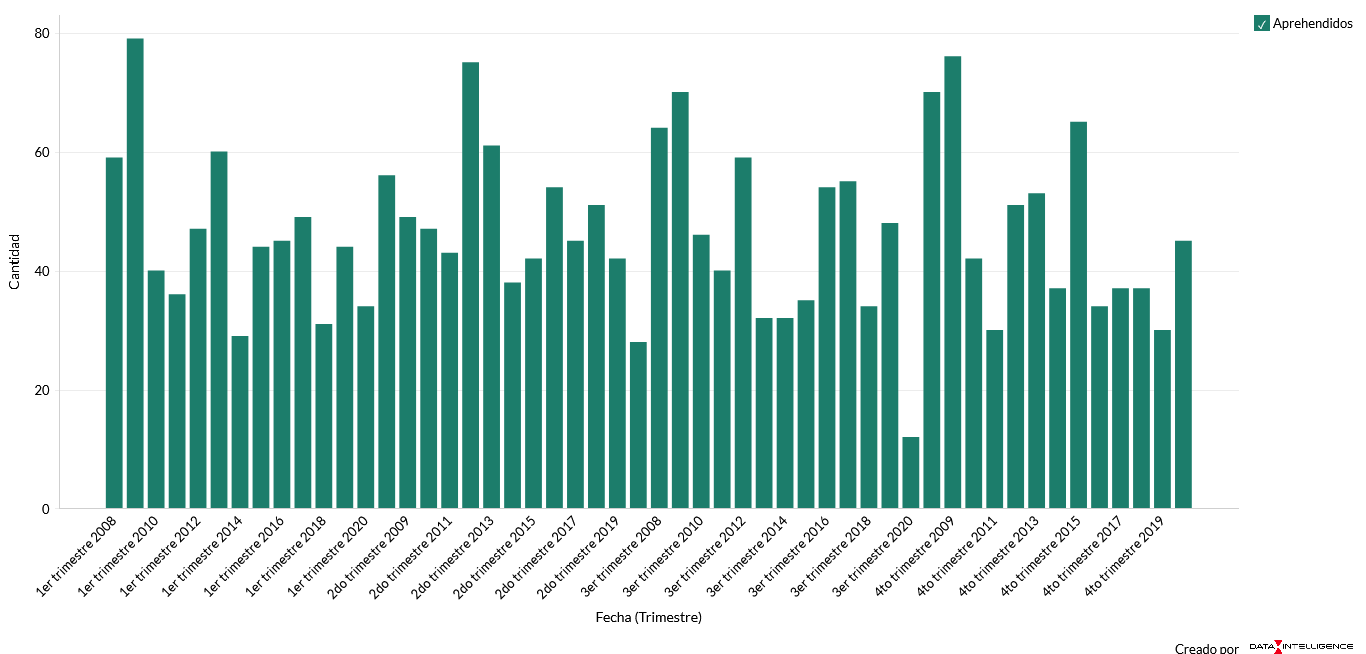 Aprehendidos
80
60
40
20
0
Cantidad
1er trimestre 2008
1er trimestre 2010
1er trimestre 2012
1er trimestre 2014
1er trimestre 2016
1er trimestre 2018
1er trimestre 2020
2do trimestre 2009
2do trimestre 2011
2do trimestre 2013
2do trimestre 2015
2do trimestre 2017
2do trimestre 2019
3er trimestre 2008
3er trimestre 2010
3er trimestre 2012
3er trimestre 2014
3er trimestre 2016
3er trimestre 2018
3er trimestre 2020
4to trimestre 2009
4to trimestre 2011
4to trimestre 2013
4to trimestre 2015
4to trimestre 2017
4to trimestre 2019
Fecha (Trimestre)
Creado por DATA INTELLIGENCE